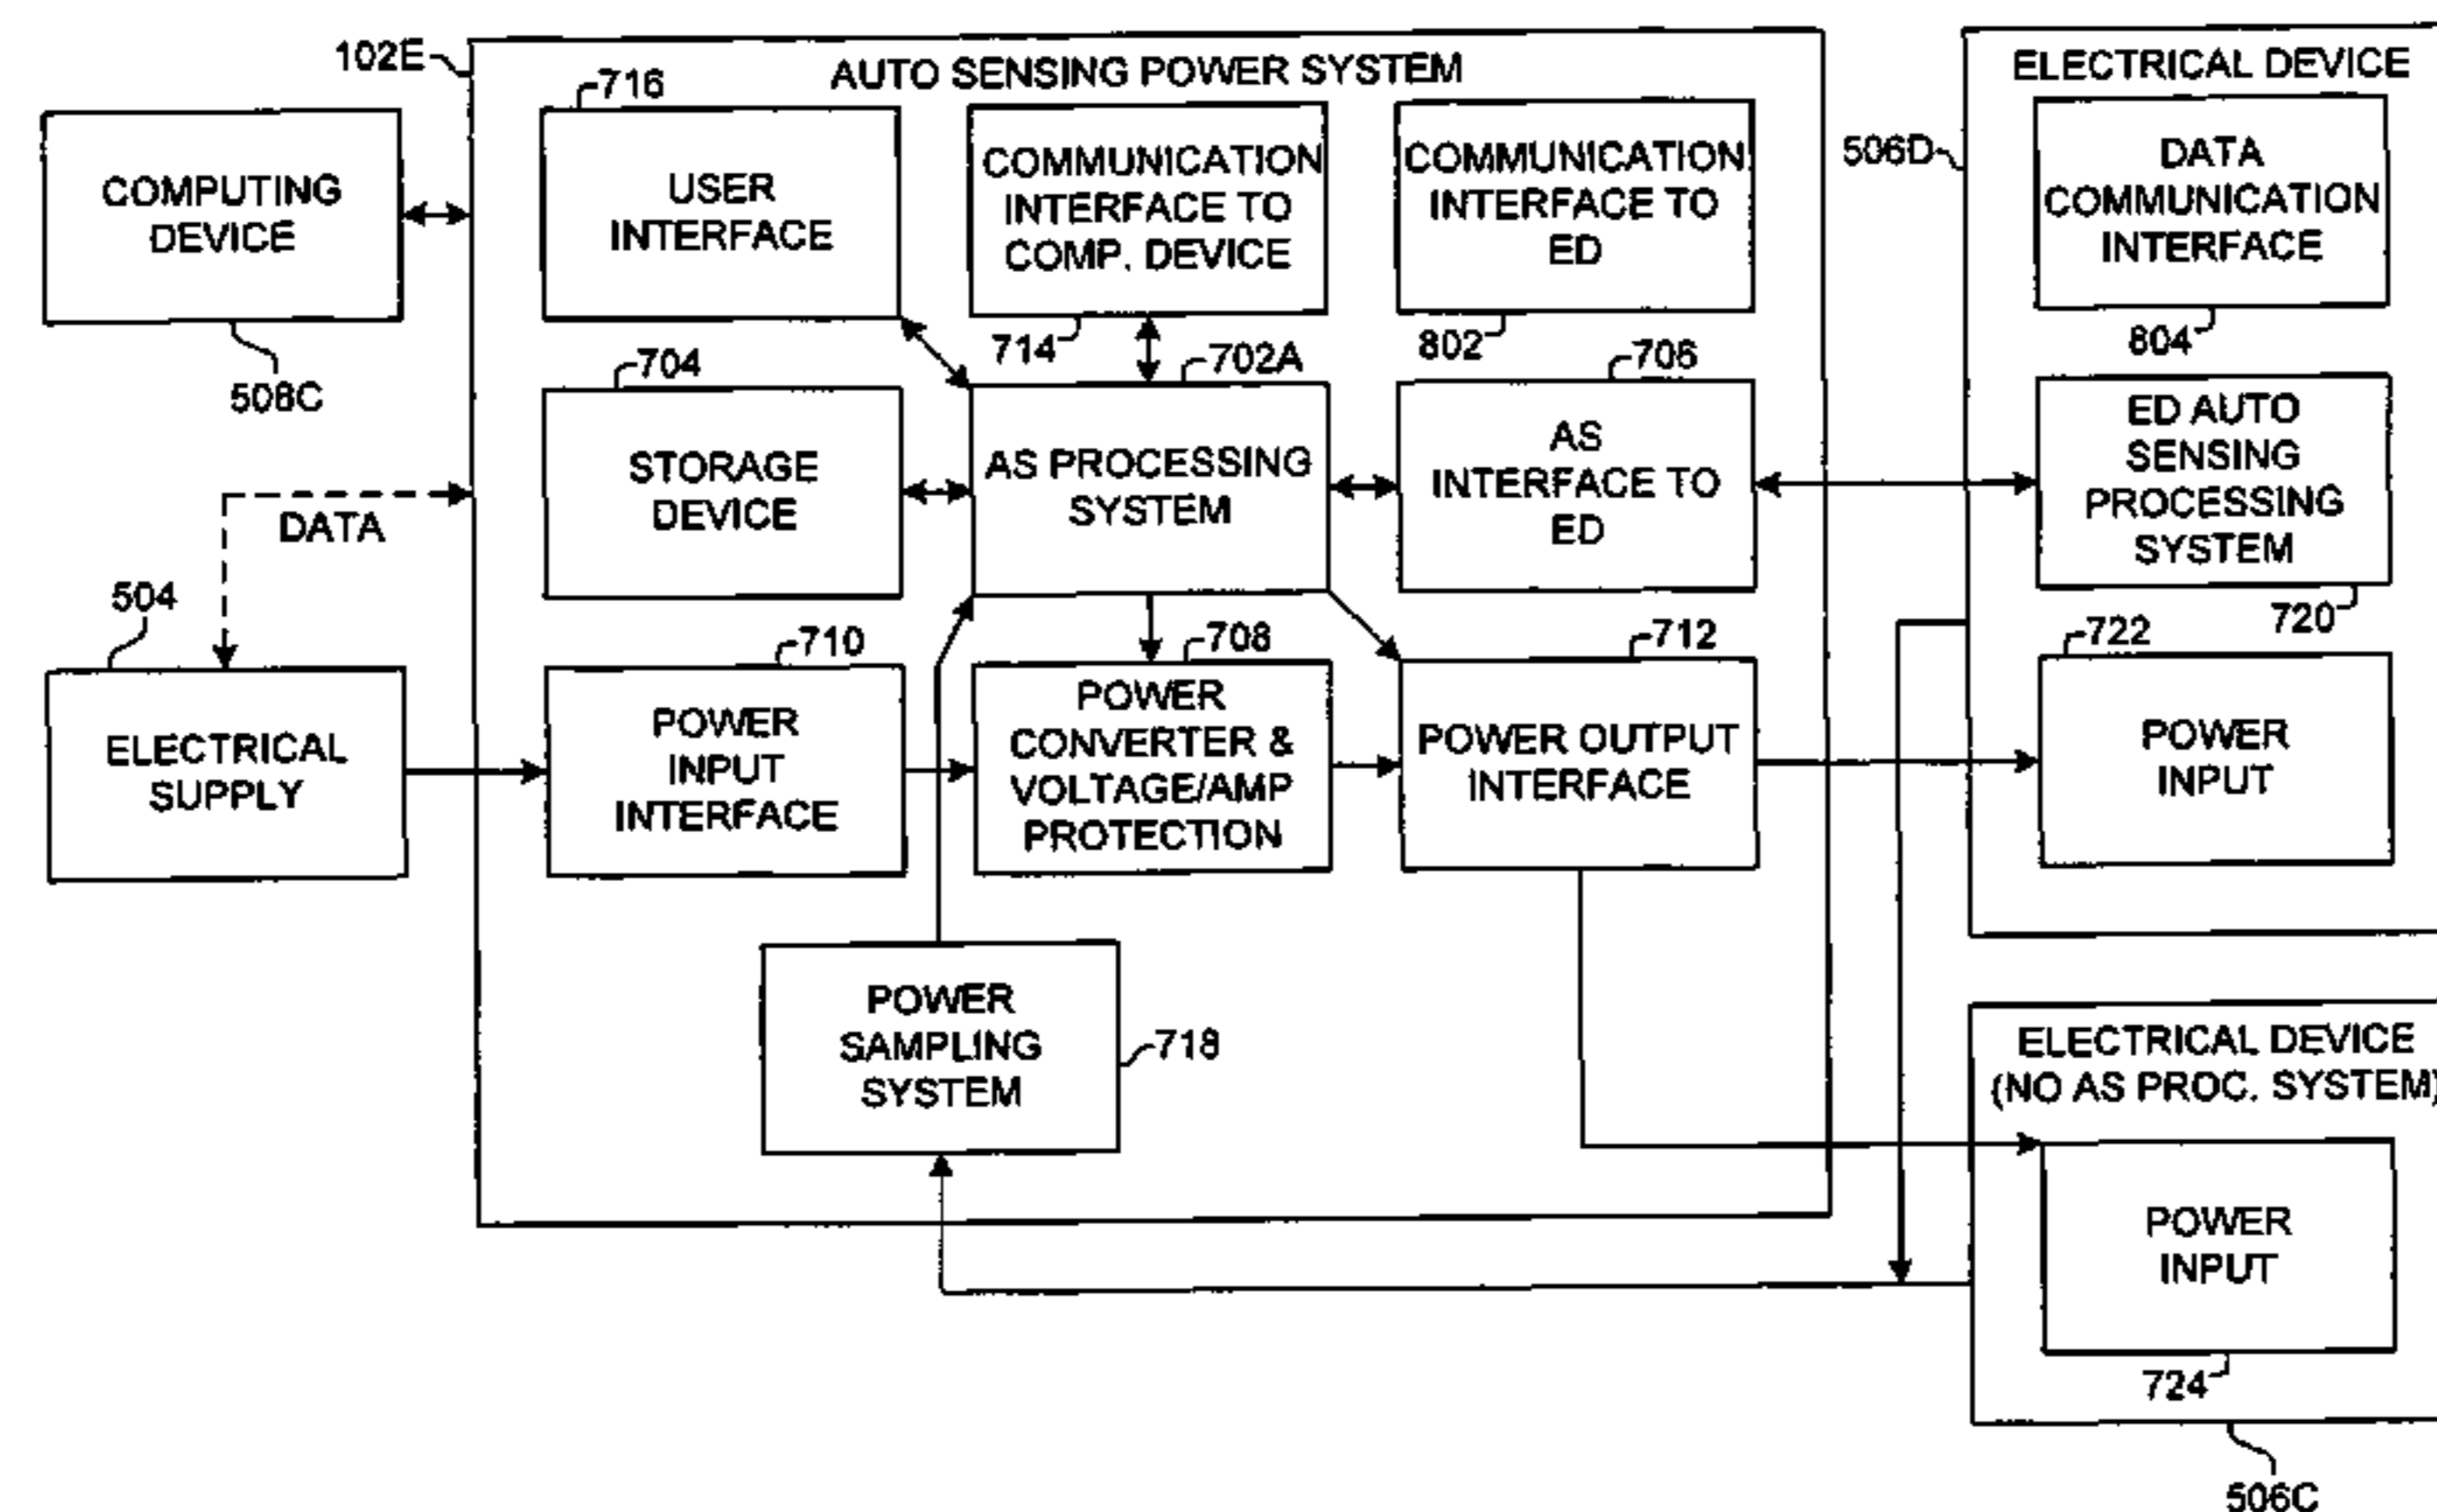 102E
AUTO SENSING POWER SYSTEM
ELECTRICAL DEVICE
716
COMPUTING
DEVICE
508C
USER
INTERFACE
COMMUNICATION
INTERFACE TO
COMP. DEVICE
714
COMMUNICATION
INTERFACE TO
ED
802
506D
DATA
COMMUNICATION
INTERFACE
804
704
STORAGE
DEVICE
702A
AS PROCESSING
SYSTEM
706
AS
INTERFACE TO
ED
ED AUTO
SENSING
PROCESSING
SYSTEM
720
DATA
504
ELECTRICAL
SUPPLY
710
POWER
INPUT
INTERFACE
708
POWER
CONVERTER &
VOLTAGE/AMP
PROTECTION
712
POWER OUTPUT
INTERFACE
722
POWER
INPUT
POWER
SAMPLING
SYSTEM
718
ELECTRICAL DEVICE
(NO AS PROC. SYSTEM)
POWER
INPUT
724
506C